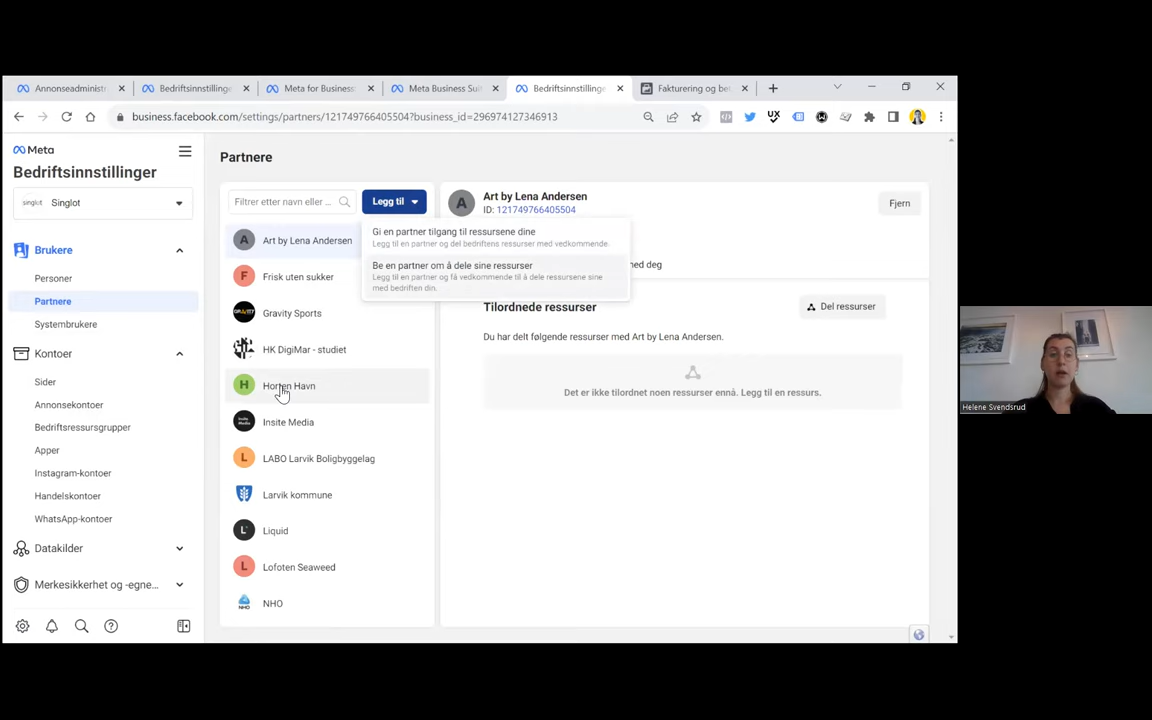 Annonseadministr
Bedriftsinnstillinge
Meta for Business
Meta Business Suit
Bedriftsinnstillinge
Fakturering og bet
business.facebook.com/settings/partners/121749766405504?business_id=296974127346913
Meta
Bedriftsinnstillinger
singlot
Singlot
Brukere
Personer
Partnere
Systembrukere
Kontoer
Sider
Annonsekontoer
Bedriftsressursgrupper
Apper
Instagram-kontoer
Handelskontoer
WhatsApp-kontoer
Datakilder
Merkesikkerhet og -egne...
Partnere
Filtrer etter navn eller ...
Legg til
Gi en partner tilgang til ressursene dine
Legg til en partner og del bedriftens ressurser med vedkommende.
Be en partner om å dele sine ressurser
Legg til en partner og få vedkommende til å dele ressursene sine
med bedriften din.
A
Art by Lena Andersen
F
Frisk uten sukker
Gravity Sports
HK DigiMar - studiet
H
Horten Havn
Insite Media
LABO Larvik Boligbyggelag
Larvik kommune
L
Liquid
L
Lofoten Seaweed
NHO
NHO
A
Art by Lena Andersen
ID: 121749766405504
Fjern
ed deg
Tilordnede ressurser
Del ressurser
Du har delt følgende ressurser med Art by Lena Andersen.
Det er ikke tilordnet noen ressurser ennå. Legg til en ressurs.
Helene Svendsrud